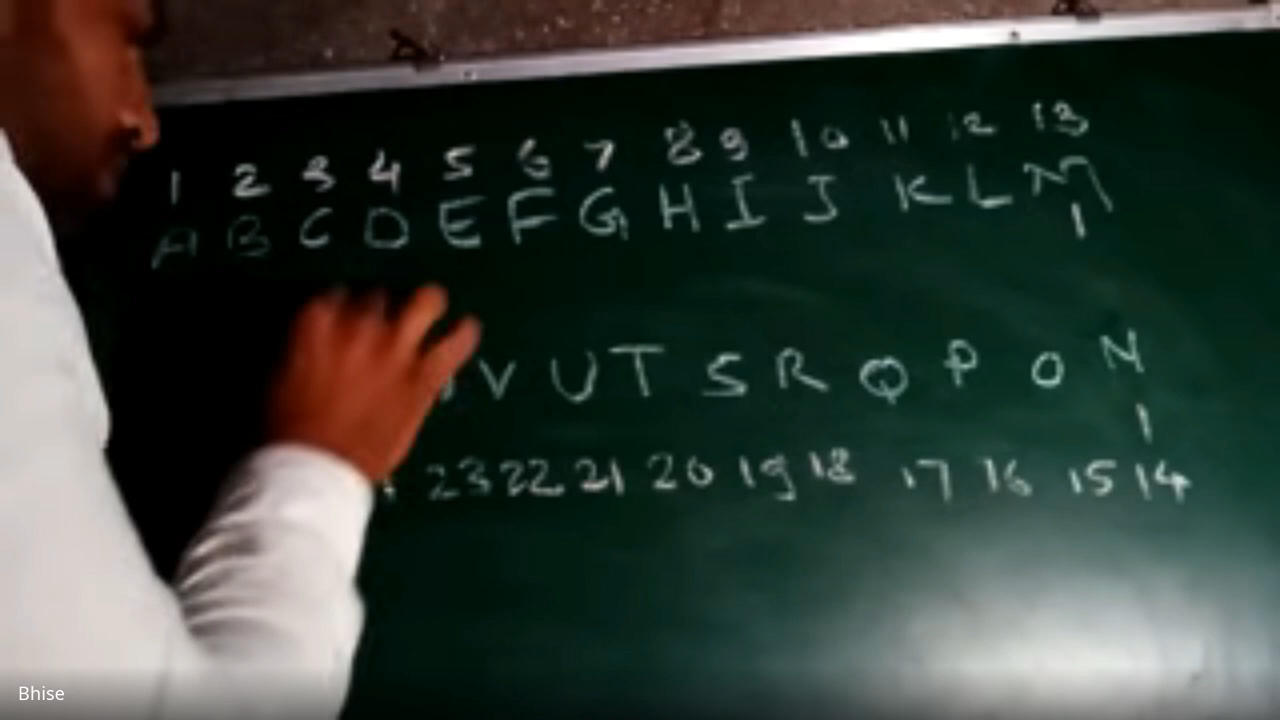 1 2 3 4 5 6 7 8 9 10 11 12 13
A B C D E F G H I J K L M
V U T S R Q P O N
23 22 21 20 19 18 17 16 15 14
Bhise